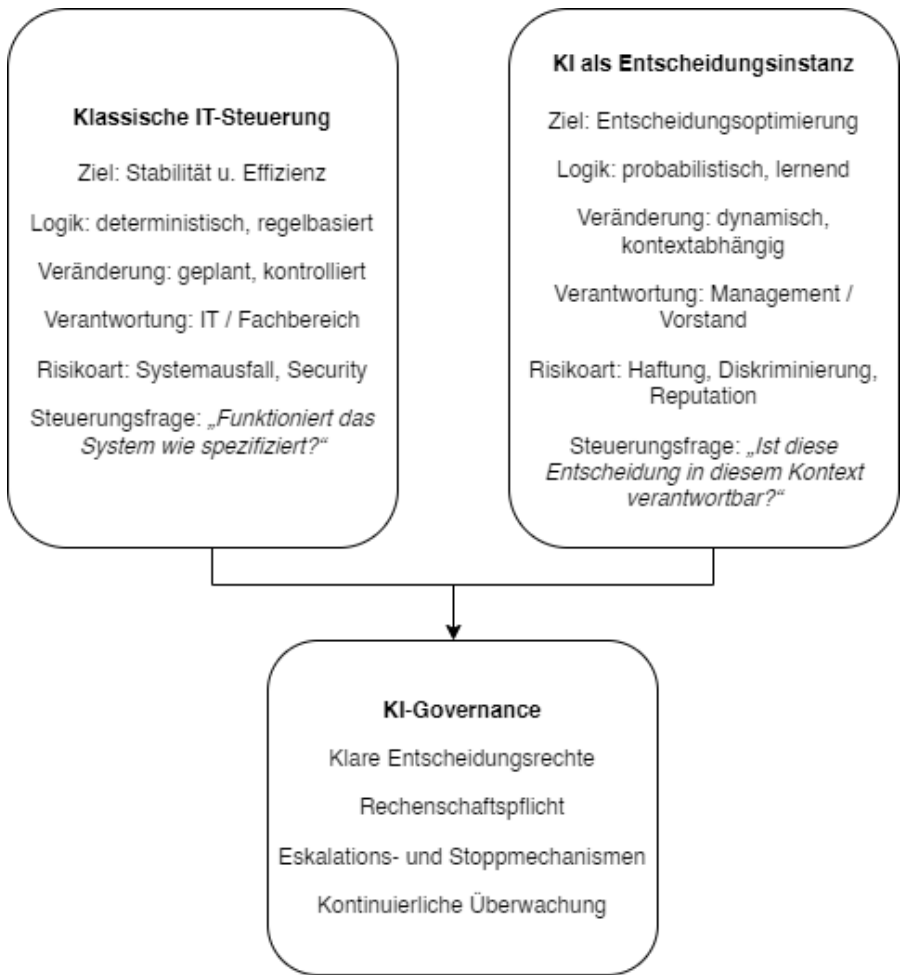 Klassische IT-Steuerung
Ziel: Stabilität u. Effizienz
Logik: deterministisch, regelbasiert
Veränderung: geplant, kontrolliert
Verantwortung: IT / Fachbereich
Risikoart: Systemausfall, Security
Steuerungsfrage: „Funktioniert das
System wie spezifiziert?“
KI als Entscheidungsinstanz
Ziel: Entscheidungsoptimierung
Logik: probabilistisch, lernend
Veränderung: dynamisch,
kontextabhängig
Verantwortung: Management /
Vorstand
Risikoart: Haftung, Diskriminierung,
Reputation
Steuerungsfrage: „Ist diese
Entscheidung in diesem Kontext
verantwortbar?“
KI-Governance
Klare Entscheidungsrechte
Rechenschaftspflicht
Eskalations- und Stoppmechanismen
Kontinuierliche Überwachung